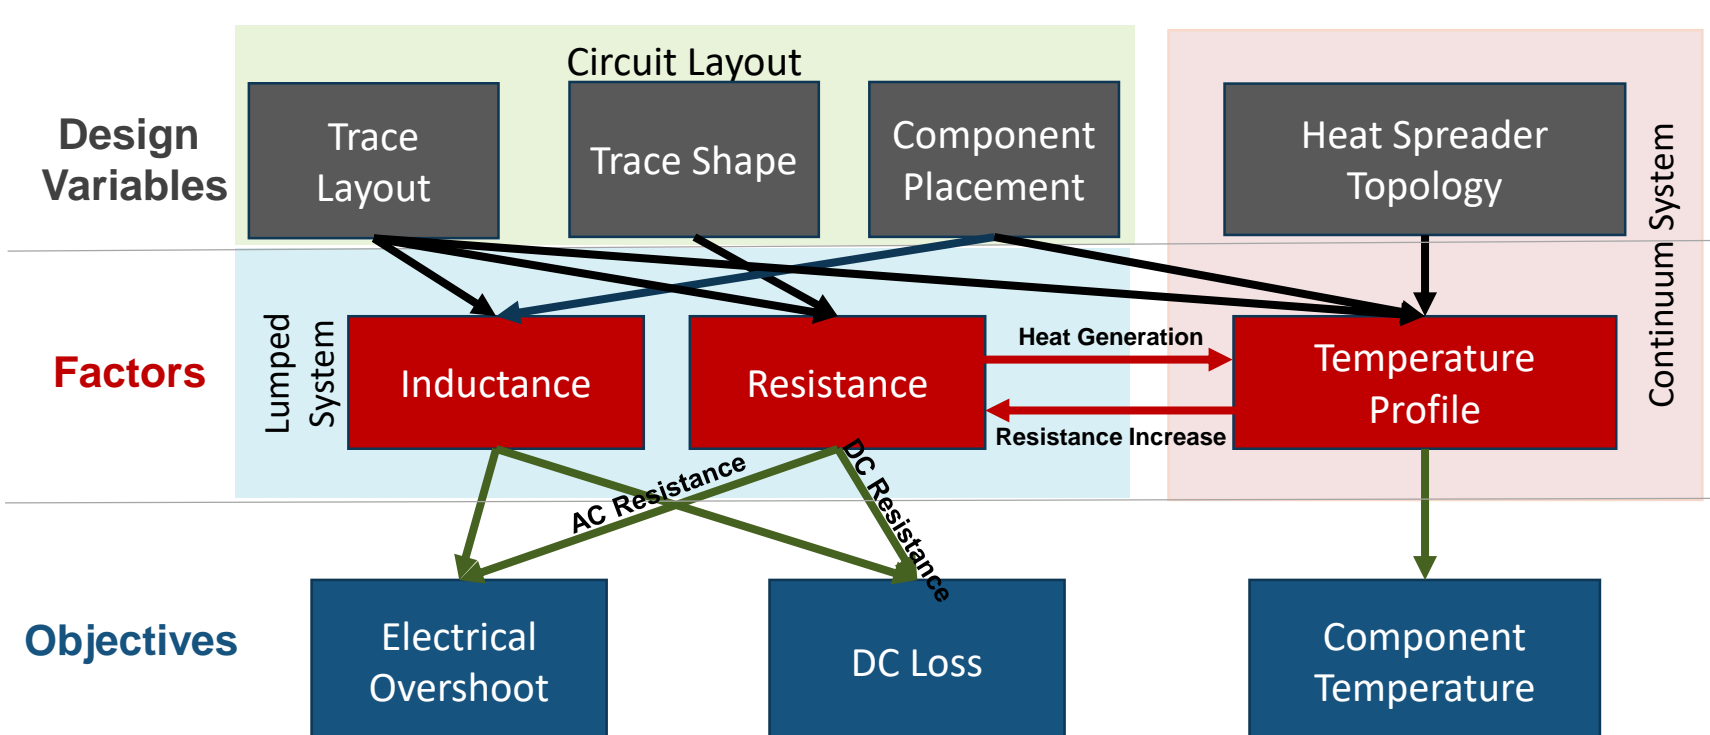 Circuit Layout
Design
Variables
Trace
Layout
Trace Shape
Component
Placement
Heat Spreader
Topology
Continuum System
Factors
Lumped
System
Inductance
Resistance
Heat Generation
Resistance Increase
Temperature
Profile
AC Resistance
DC Resistance
Objectives
Electrical
Overshoot
DC Loss
Component
Temperature